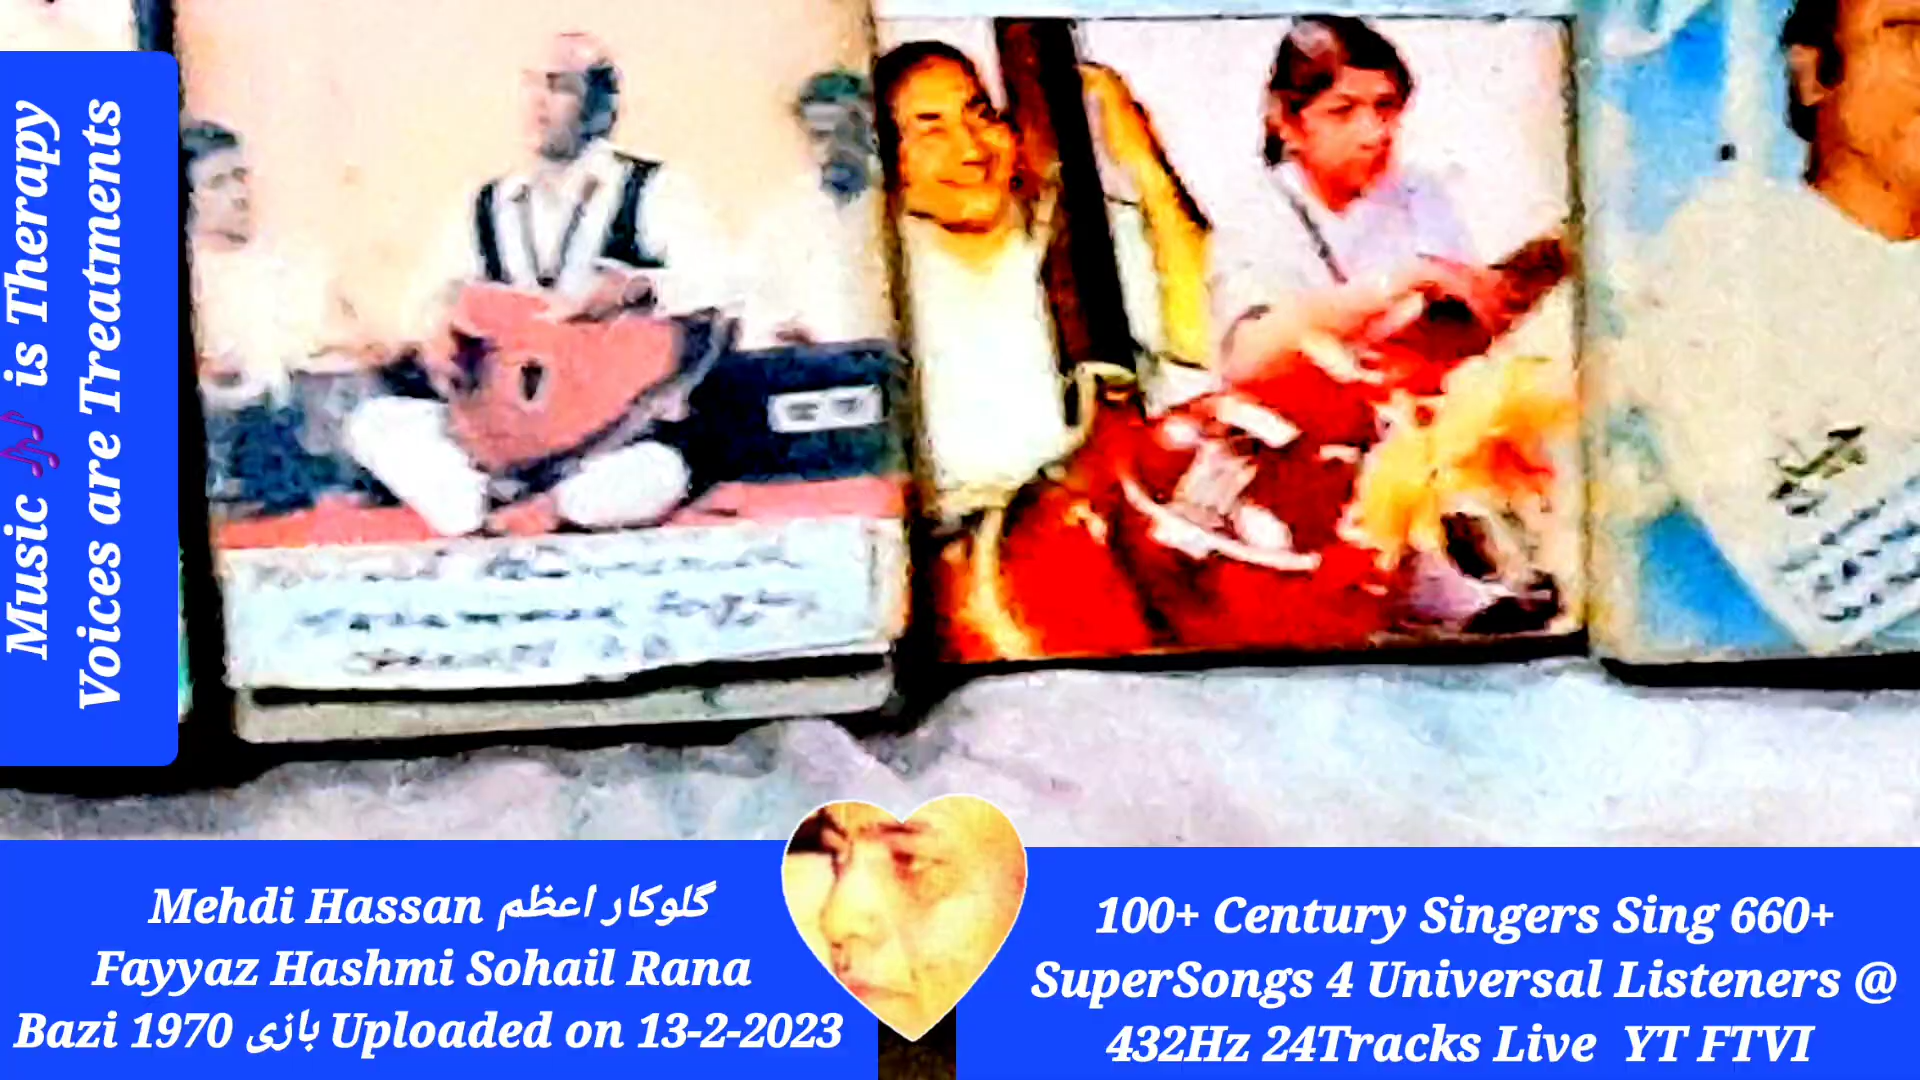 Music 🎶 is Therapy
Voices are Treatments
Mehdi Hassan گلوکار اعظم
Fayyaz Hashmi Sohail Rana
Bazi 1970 بازی Uploaded on 13-2-2023
100+ Century Singers Sing 660+
SuperSongs 4 Universal Listeners @
432Hz 24Tracks Live YT FTVI